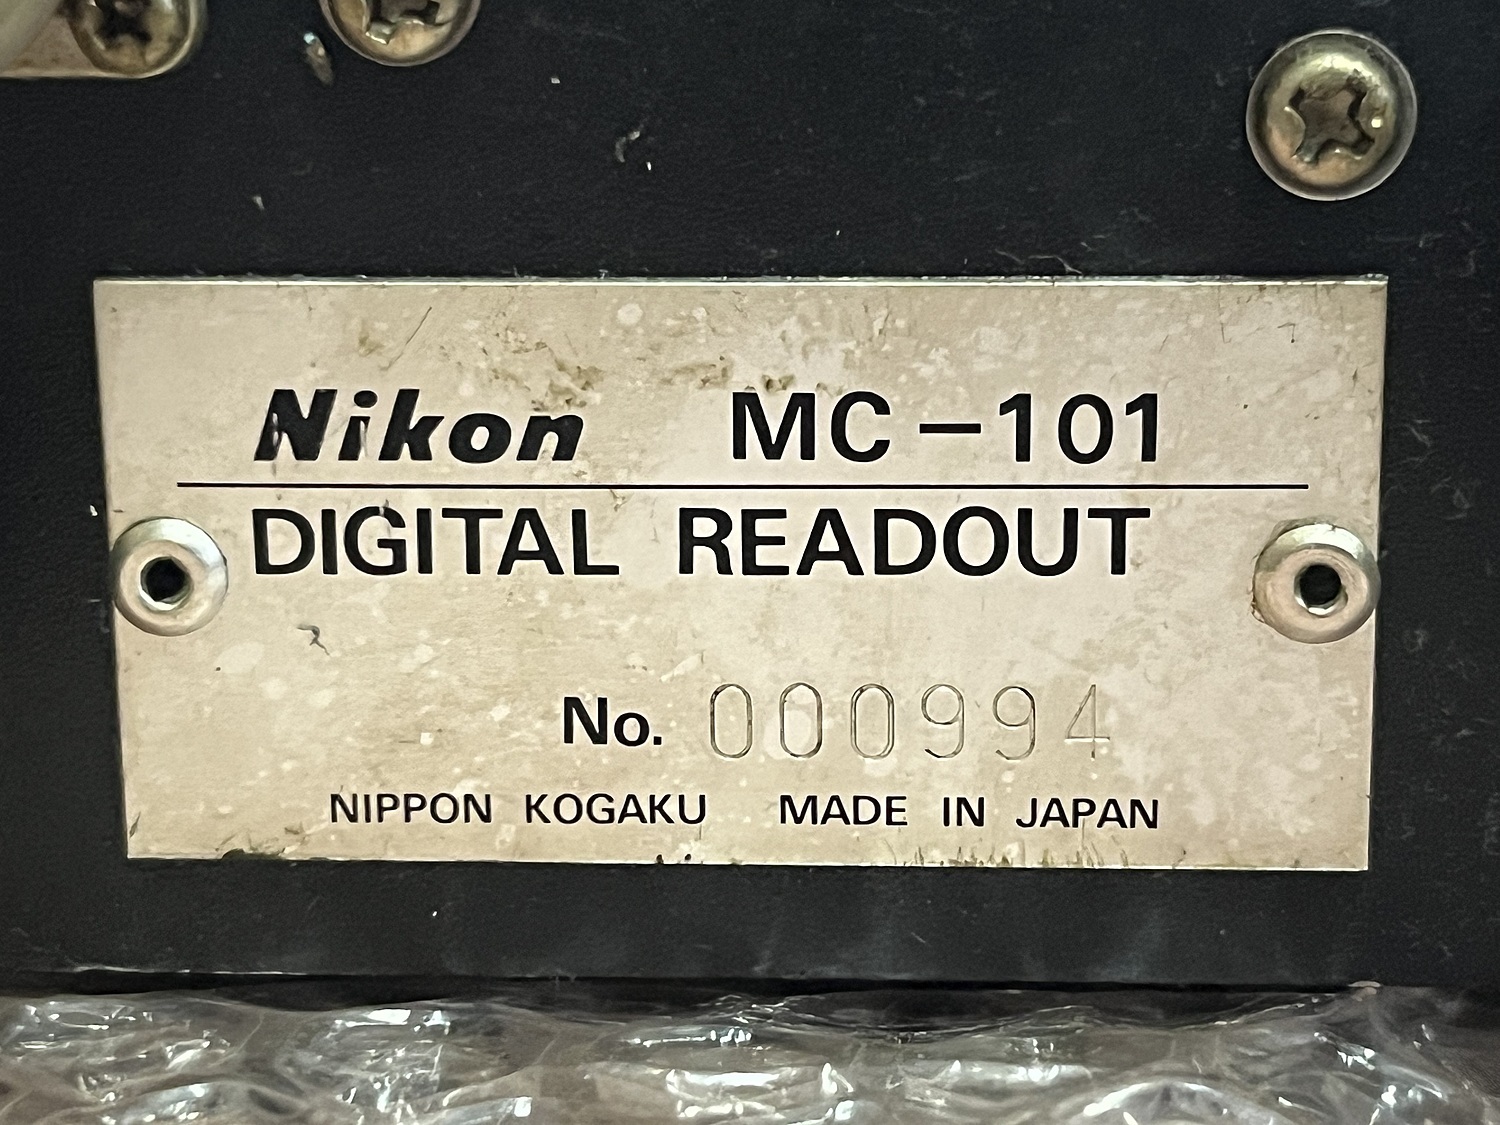 Nikon MC-101
DIGITAL READOUT
No. 000994
NIPPON KOGAKU MADE IN JAPAN